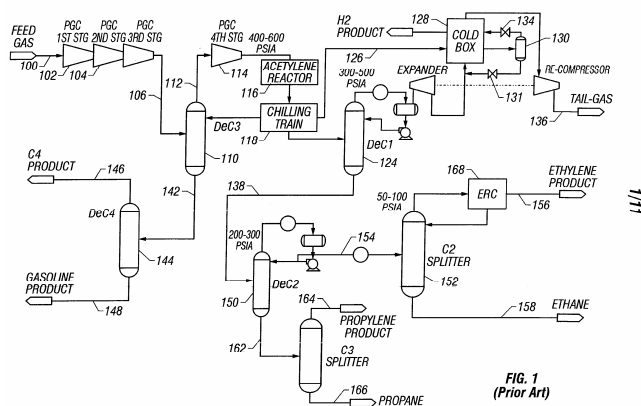 FEED
GAS
100
PGC
1ST STG
102
PGC
2ND STG
104
PGC
3RD STG
106
112
PGC
4TH STG
114
400-600
PSIA
ACETYLENE
REACTOR
116
CHILLING
TRAIN
118
DeC3
110
126
H2
PRODUCT
128
COLD
BOX
134
130
131
EXPANDER
RE-COMPRESSOR
TAIL-GAS
136
300-500
PSIA
DeC1
124
C4
PRODUCT
146
142
138
DeC4
144
GASOLINE
PRODUCT
148
200-300
PSIA
154
DeC2
150
162
164
PROPYLENE
PRODUCT
C3
SPLITTER
166
PROPANE
50-100
PSIA
168
ERC
ETHYLENE
PRODUCT
156
C2
SPLITTER
152
158
ETHANE
1/11
FIG. 1
(Prior Art)